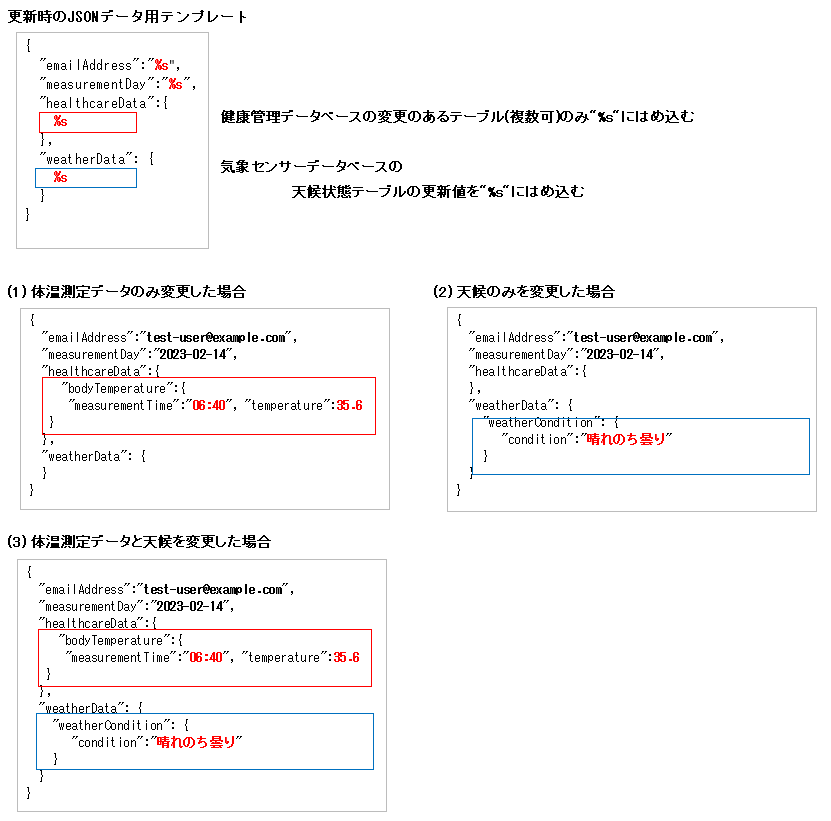 更新時のJSONデータ用テンプレート
{
"emailAddress":"%s",
"measurementDay":"%s",
"healthcareData":{
%s
},
"weatherData": {
%s
}
}
健康管理データベースの変更のあるテーブル(複数可)のみ“%s“にはめ込む
気象センサーデータベースの
天候状態テーブルの更新値を“%s“にはめ込む
(1) 体温測定データのみ変更した場合
{
"emailAddress":"test-user@example.com",
"measurementDay":"2023-02-14",
"healthcareData":{
"bodyTemperature":{
"measurementTime":"06:40", "temperature":35.6
}
},
"weatherData": {
}
}
(2) 天候のみを変更した場合
{
"emailAddress":"test-user@example.com",
"measurementDay":"2023-02-14",
"healthcareData":{
},
"weatherData": {
"weatherCondition": {
"condition":"晴れのち曇り"
}
}
}
(3) 体温測定データと天候を変更した場合
{
"emailAddress":"test-user@example.com",
"measurementDay":"2023-02-14",
"healthcareData":{
"bodyTemperature":{
"measurementTime":"06:40", "temperature":35.6
}
},
"weatherData": {
"weatherCondition": {
"condition":"晴れのち曇り"
}
}
}